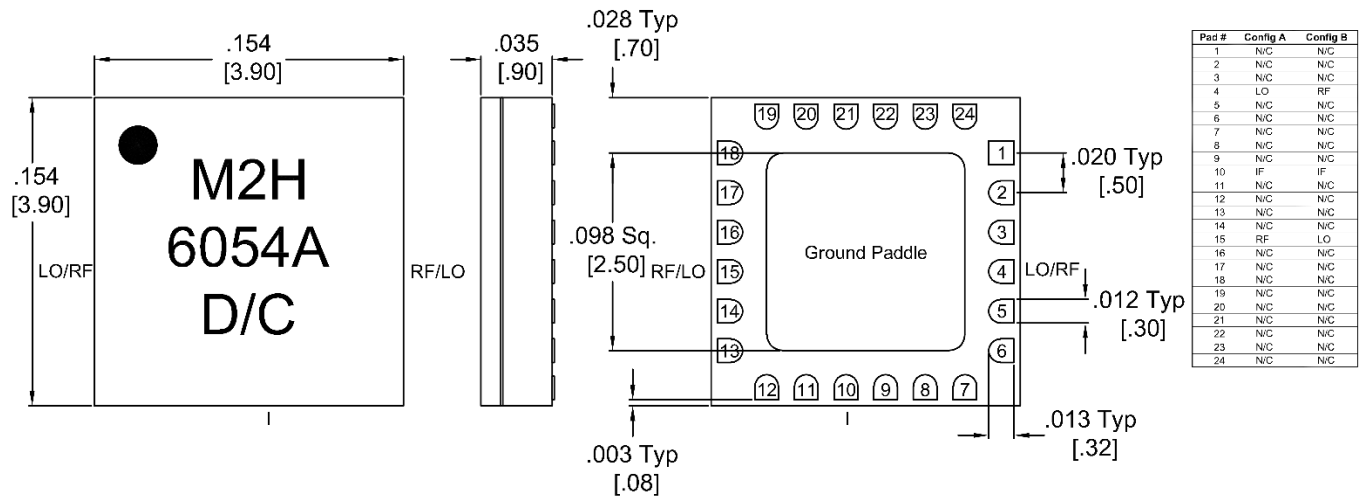 .154
[3.90]
.154
[3.90]
M2H
6054A
D/C
LO/RF
RF/LO
I
.035
[.90]
.028 Typ
[.70]
.098 Sq.
[2.50]
RF/LO
Ground Paddle
19 20 21 22 23 24
18
17
16
15
14
13
12 11 10 9 8 7
1
2
3
4
5
6
LO/RF
I
.020 Typ
[.50]
.012 Typ
[.30]
.013 Typ
[.32]
.003 Typ
[.08]
Pad # Config A Config B
1 N/C N/C
2 N/C N/C
3 N/C N/C
4 LO RF
5 N/C N/C
6 N/C N/C
7 N/C N/C
8 N/C N/C
9 N/C N/C
10 IF IF
11 N/C N/C
12 N/C N/C
13 N/C N/C
14 N/C N/C
15 RF LO
16 N/C N/C
17 N/C N/C
18 N/C N/C
19 N/C N/C
20 N/C N/C
21 N/C N/C
22 N/C N/C
23 N/C N/C
24 N/C N/C